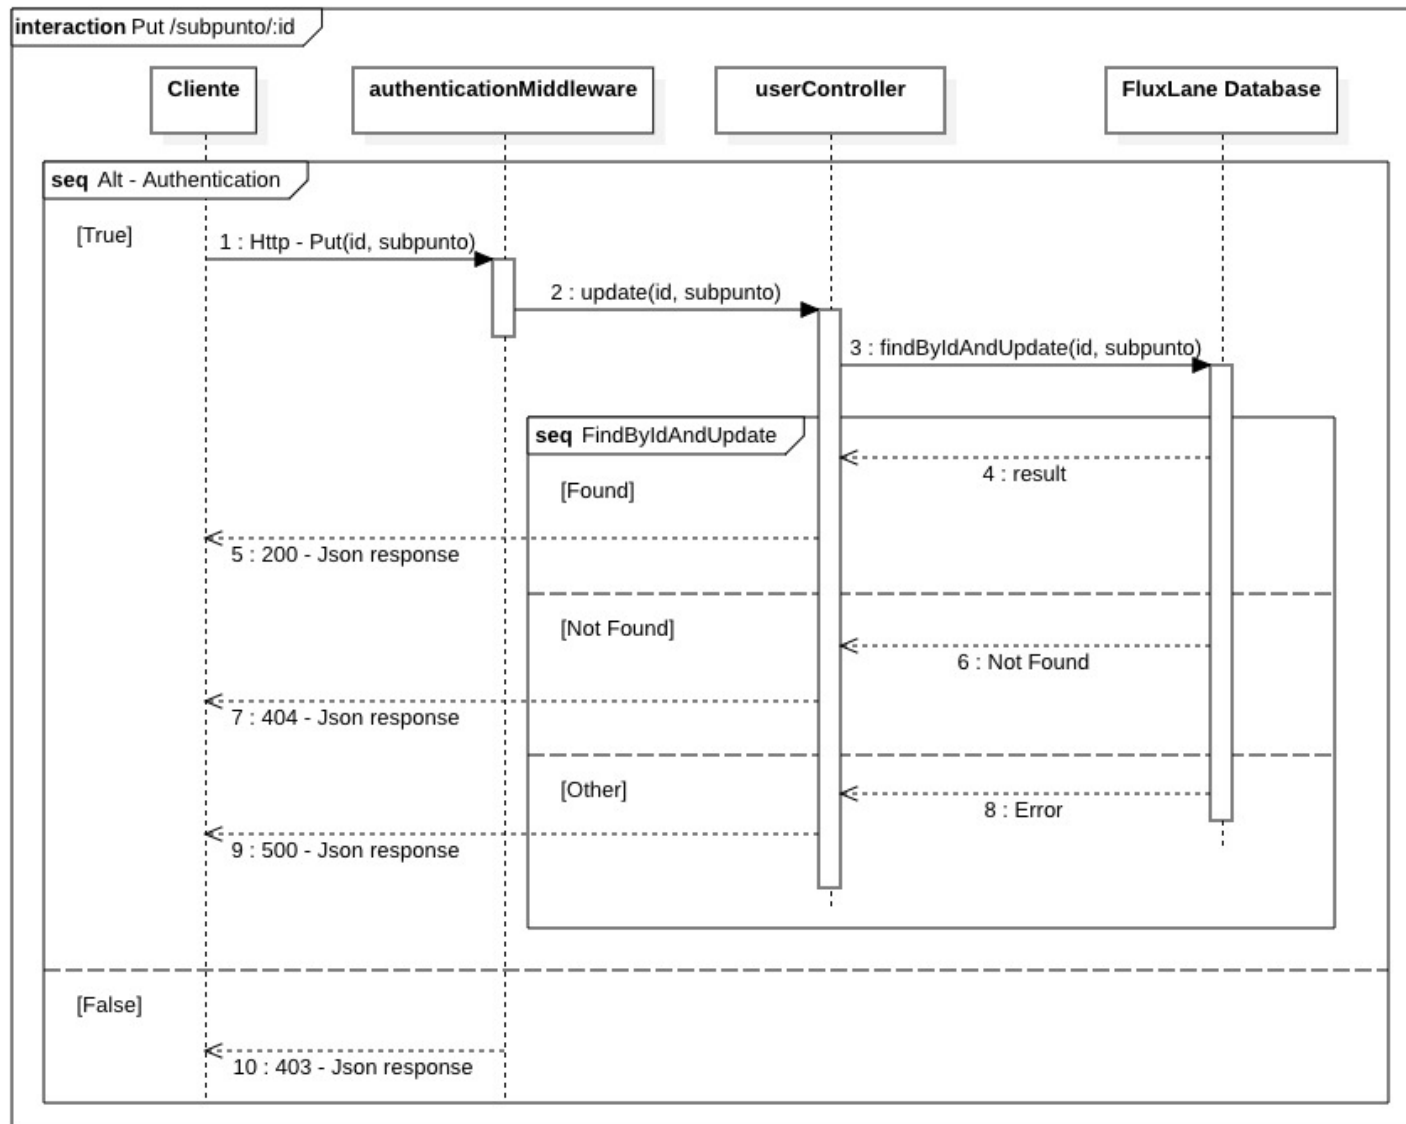 interaction Put /subpunto/:id
Cliente
authenticationMiddleware
userController
FluxLane Database
seq Alt - Authentication
[True]
1 : Http - Put(id, subpunto)
2 : update(id, subpunto)
3 : findByIdAndUpdate(id, subpunto)
seq FindByIdAndUpdate
4 : result
[Found]
5 : 200 - Json response
[Not Found]
6 : Not Found
7 : 404 - Json response
[Other]
8 : Error
9 : 500 - Json response
[False]
10 : 403 - Json response